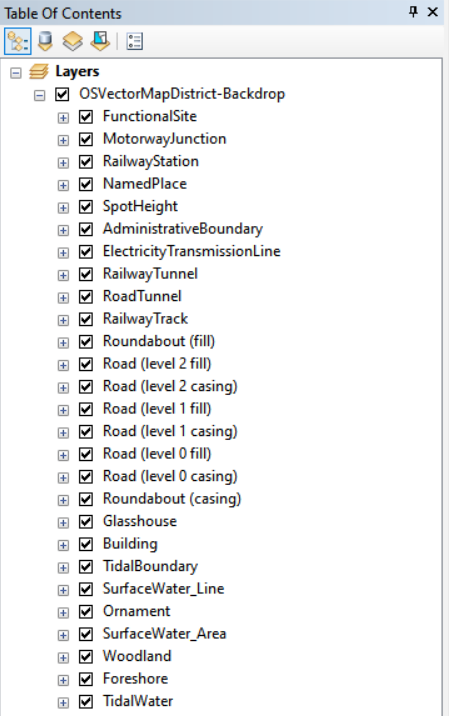 Table Of Contents
Layers
OSVectorMapDistrict-Backdrop
FunctionalSite
MotorwayJunction
RailwayStation
NamedPlace
SpotHeight
AdministrativeBoundary
ElectricityTransmissionLine
RailwayTunnel
RoadTunnel
RailwayTrack
Roundabout (fill)
Road (level 2 fill)
Road (level 2 casing)
Road (level 1 fill)
Road (level 1 casing)
Road (level 0 fill)
Road (level 0 casing)
Roundabout (casing)
Glasshouse
Building
TidalBoundary
SurfaceWater_Line
Ornament
SurfaceWater_Area
Woodland
Foreshore
TidalWater